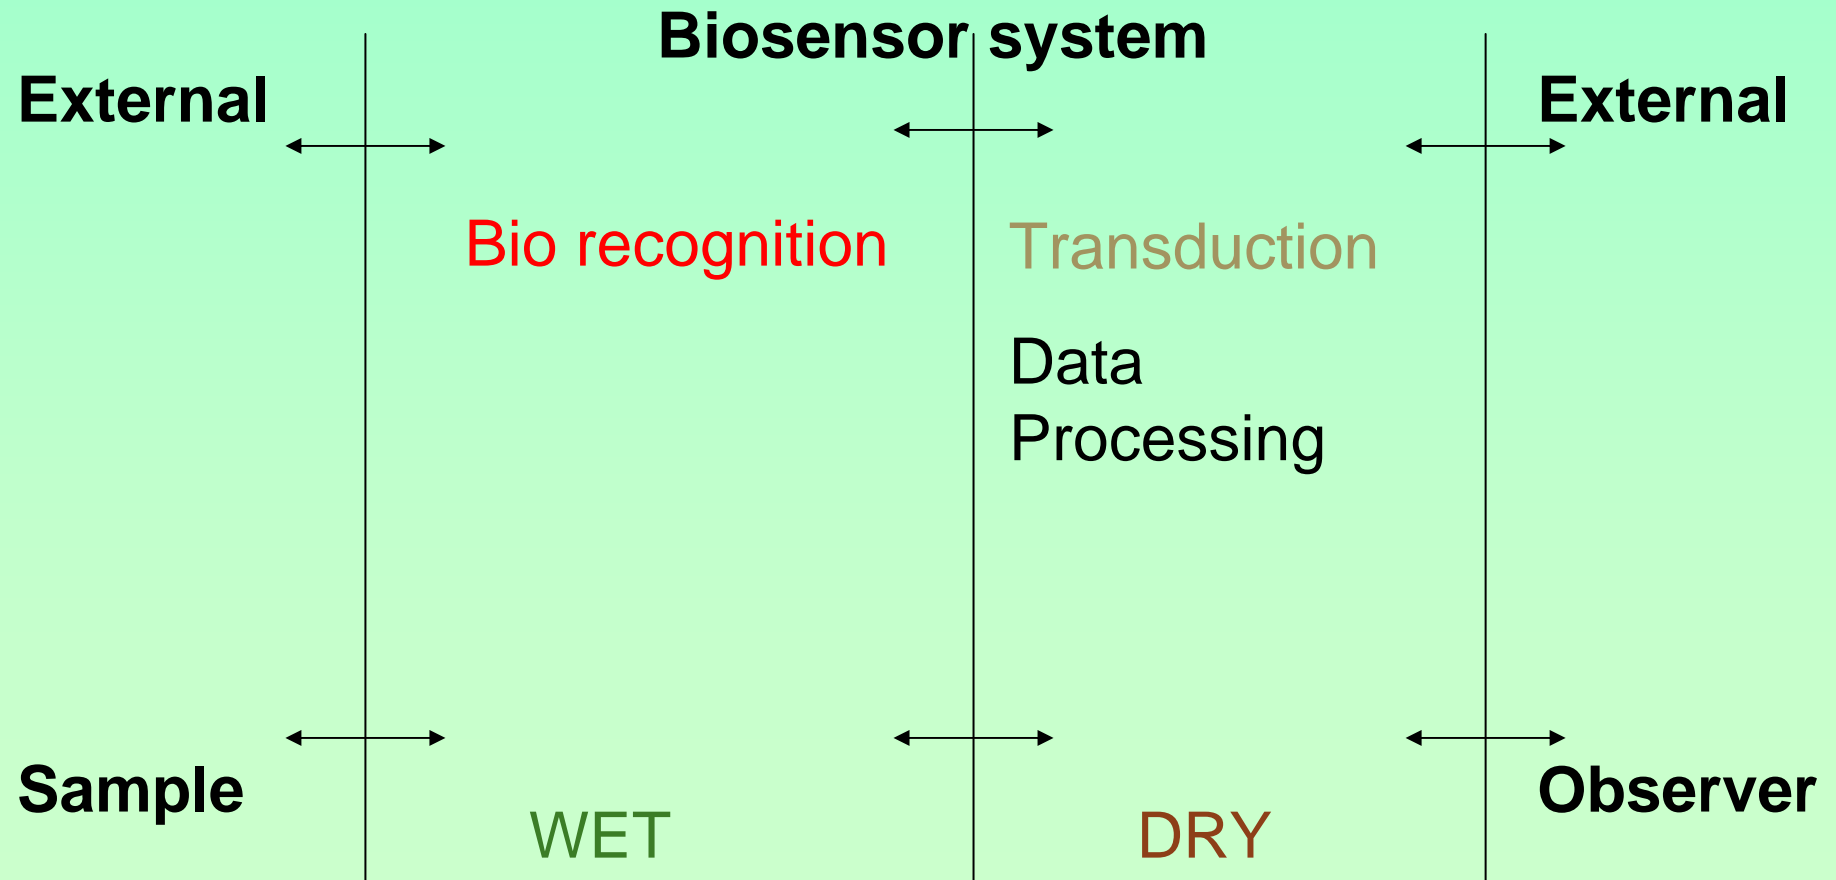 Biosensor system
External
External
Bio recognition
Transduction
Data
Processing
Sample
Observer
WET
DRY